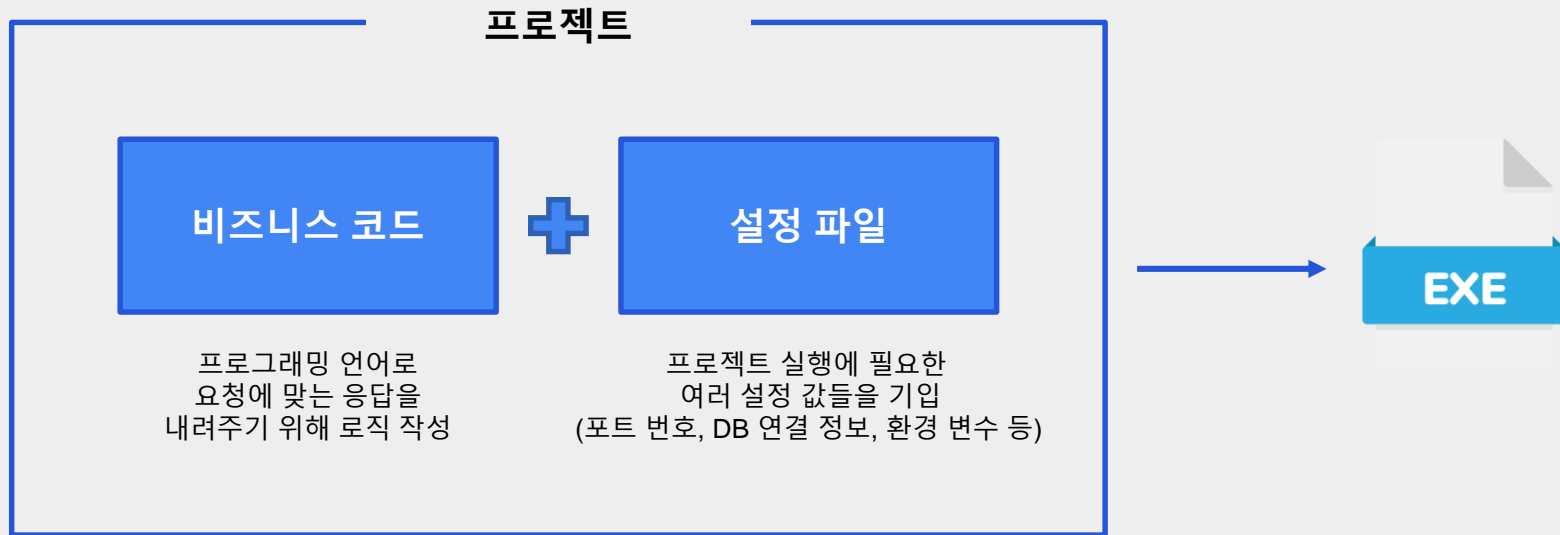 프로젝트
비즈니스 코드
설정 파일
EXE
프로그래밍 언어로
요청에 맞는 응답을
내려주기 위해 로직 작성
프로젝트 실행에 필요한
여러 설정 값들을 기입
(포트 번호, DB 연결 정보, 환경 변수 등)